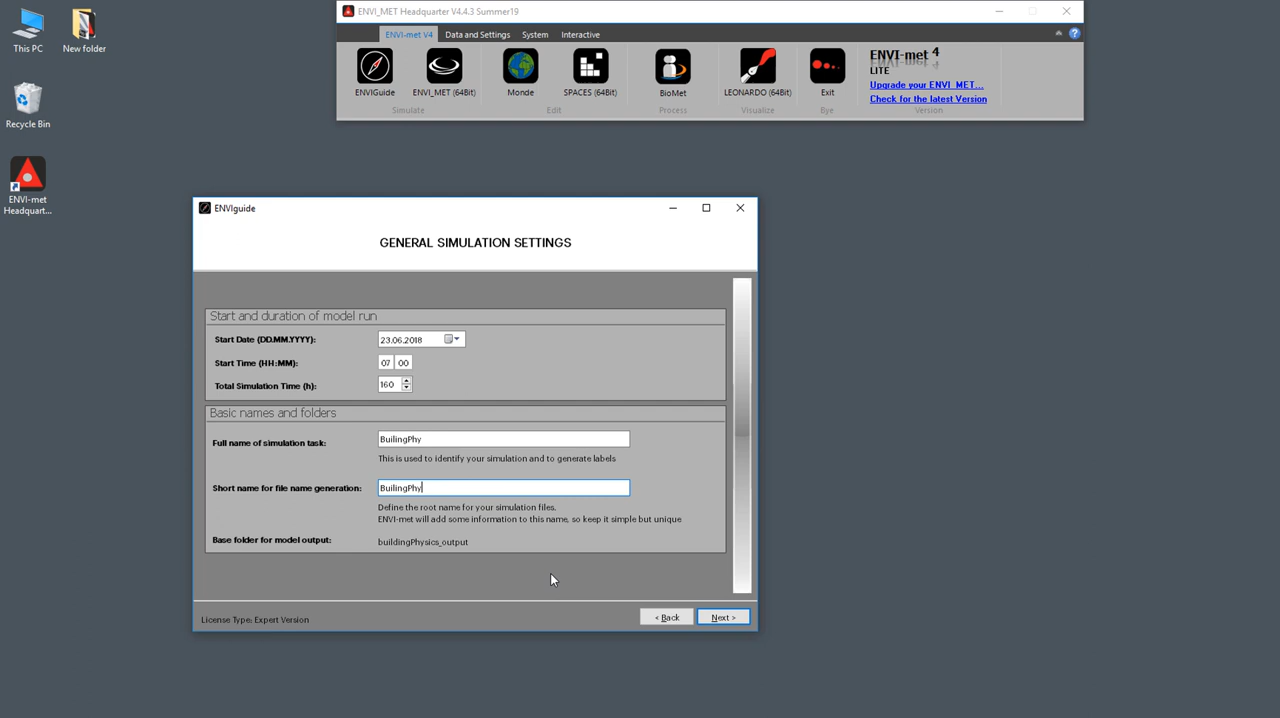 This PC
New folder
Recycle Bin
ENVI-met
Headquart...
ENVI_MET Headquarter V4.4.3 Summer19
ENVI-met V4
Data and Settings
System
Interactive
ENVIGuide
ENVI_MET (64Bit)
Simulate
Monde
SPACES (64Bit)
Edit
BioMet
Process
LEONARDO (64Bit)
Visualize
Exit
Bye
ENVI-met 4
LITE
Upgrade your ENVI_MET...
Check for the latest Version
Version
ENVIguide
GENERAL SIMULATION SETTINGS
Start and duration of model run
Start Date (DD.MM.YYYY): 23.06.2018
Start Time (HH:MM): 07 00
Total Simulation Time (h): 160
Basic names and folders
Full name of simulation task: BuilingPhy
This is used to identify your simulation and to generate labels
Short name for file name generation: BuilingPhy
Define the root name for your simulation files.
ENVI-met will add some information to this name, so keep it simple but unique
Base folder for model output: buildingPhysics_output
License Type: Expert Version
< Back
Next >